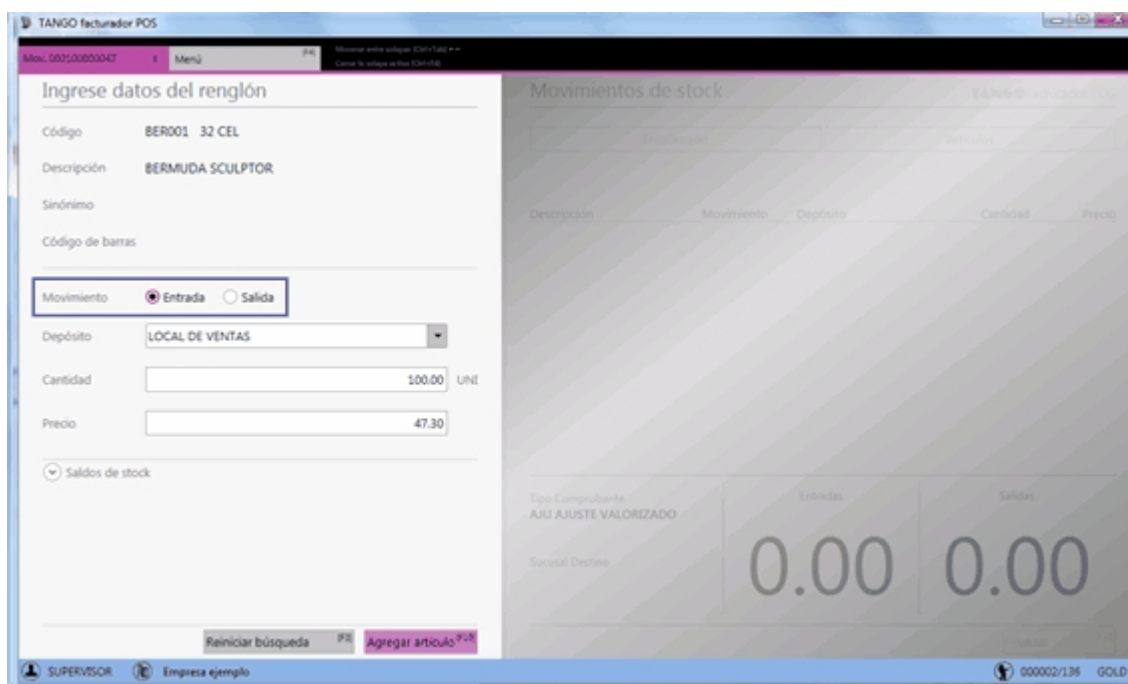 TANGO facturador POS
Menú
Ingrese datos del renglón
Código BER001 32 CEL
Descripción BERMUDA SCULPTOR
Sinónimo
Código de barras
Movimiento Entrada Salida
Depósito LOCAL DE VENTAS
Cantidad 100.00 UNI
Precio 47.30
Saldos de stock
Reiniciar búsqueda
Agregar artículo
Movimientos de stock
Descripción Movimiento Depósito Cantidad Precio
Tipo Comprobante
AJU AJUSTE VALORIZADO
Sucusal Destino
Entradas Salidas
0.00 0.00
SUPERVISOR Empresa ejemplo 000002/136 GOLD